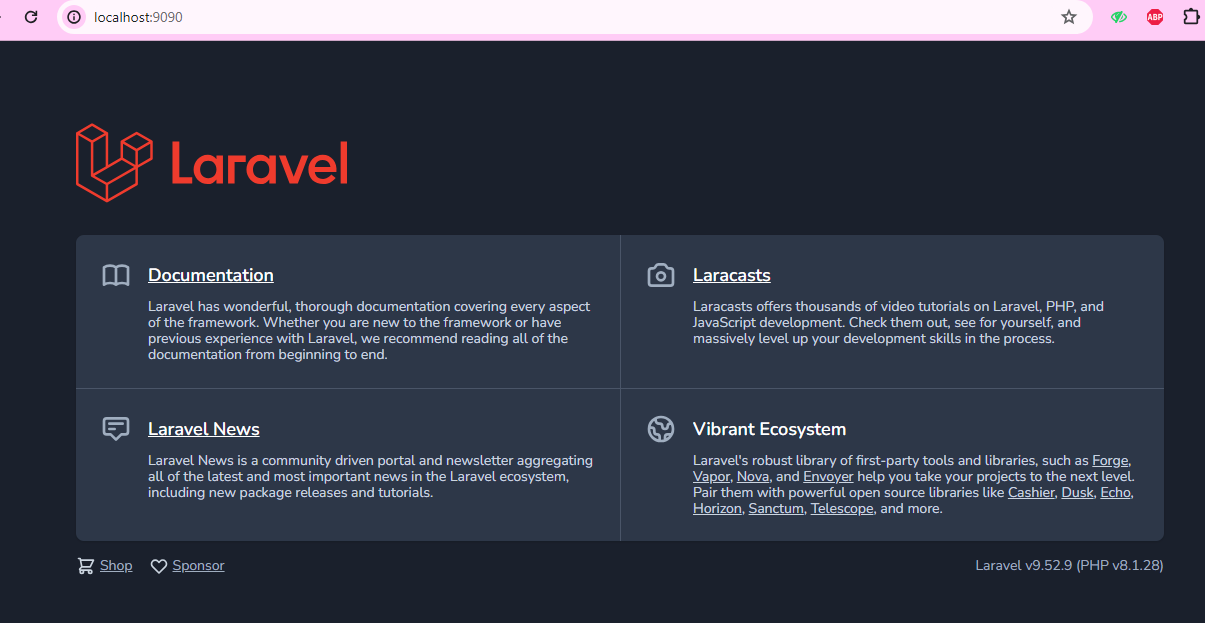 localhost:9090
ABP
Laravel
Documentation
Laravel has wonderful, thorough documentation covering every aspect
of the framework. Whether you are new to the framework or have
previous experience with Laravel, we recommend reading all of the
documentation from beginning to end.
Laracasts
Laracasts offers thousands of video tutorials on Laravel, PHP, and
JavaScript development. Check them out, see for yourself, and
massively level up your development skills in the process.
Laravel News
Laravel News is a community driven portal and newsletter aggregating
all of the latest and most important news in the Laravel ecosystem,
including new package releases and tutorials.
Vibrant Ecosystem
Laravel's robust library of first-party tools and libraries, such as Forge,
Vapor, Nova, and Envoyer help you take your projects to the next level.
Pair them with powerful open source libraries like Cashier, Dusk, Echo,
Horizon, Sanctum, Telescope, and more.
Shop Sponsor
Laravel v9.52.9 (PHP v8.1.28)